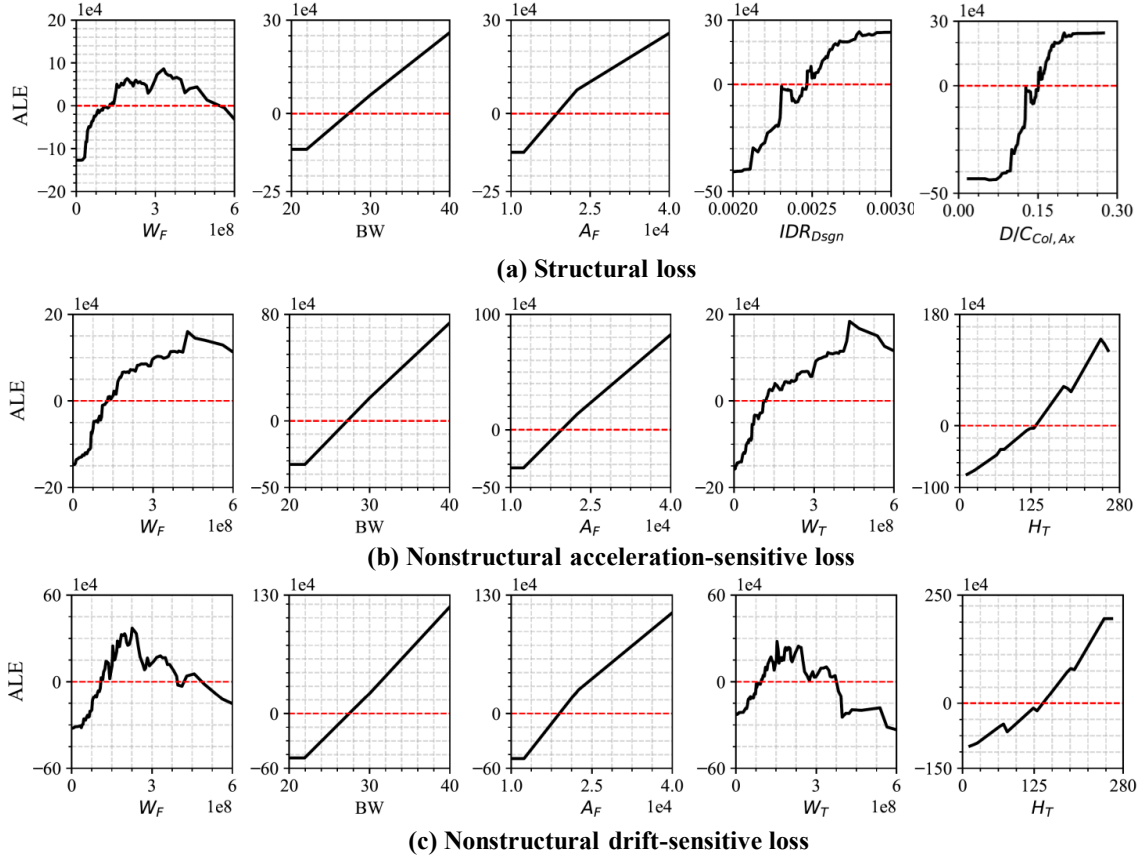 1e4 1e4 1e4 1e4 1e4
ALE
20 25 25 30 30
10
0 0 0 0 0
−10
−20 −25 −25 −50 −50
0 3 6 20 30 40 1.0 2.5 4.0 0.0020 0.0025 0.0030 0.00 0.15 0.30
W_F 1e8 BW A_F 1e4 IDR_Dsgn D/C_Col, Ax
(a) Structural loss
1e4 1e4 1e4 1e4 1e4
ALE
20 80 100 20 180
0 0 0 0 0
−20 −50 −50 −20 −100
0 3 6 20 30 40 1.0 2.5 4.0 0 3 6 0 125 280
W_F 1e8 BW A_F 1e4 W_T 1e8 H_T
(b) Nonstructural acceleration-sensitive loss
1e4 1e4 1e4 1e4 1e4
ALE
60 130 130 60 250
0 0 0 0 0
−60 −60 −60 −60 −150
0 3 6 20 30 40 1.0 2.5 4.0 0 3 6 0 135 280
W_F 1e8 BW A_F 1e4 W_T 1e8 H_T
(c) Nonstructural drift-sensitive loss